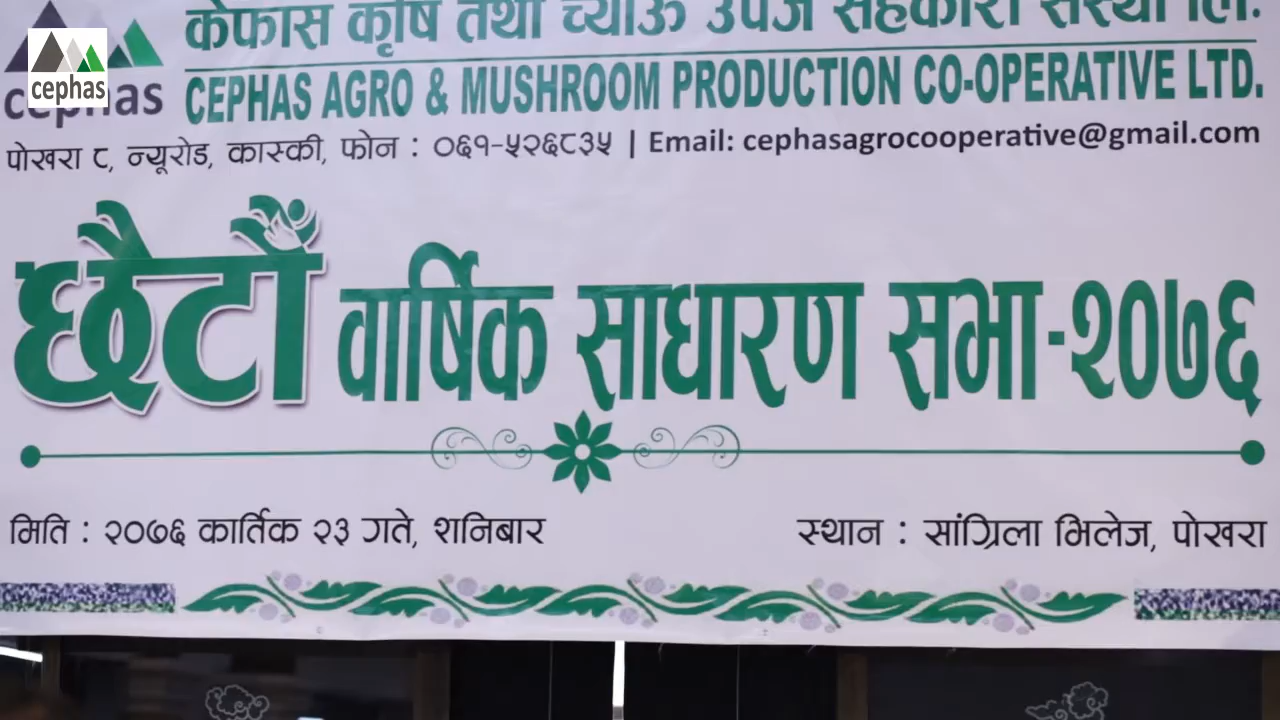 केफास कृषि तथा च्याऊ उपज सहकारी संस्था लि.
cephas
CEPHAS AGRO & MUSHROOM PRODUCTION CO-OPERATIVE LTD.
cephas
पोखरा ८, न्यूरोड, कास्की, फोन : ०६१-५२६८३५ | Email: cephasagrocooperative@gmail.com
छैटौँ वार्षिक साधारण सभा-२०७६
मिति : २०७६ कार्तिक २३ गते, शनिबार
स्थान : सांग्रिला भिलेज, पोखरा